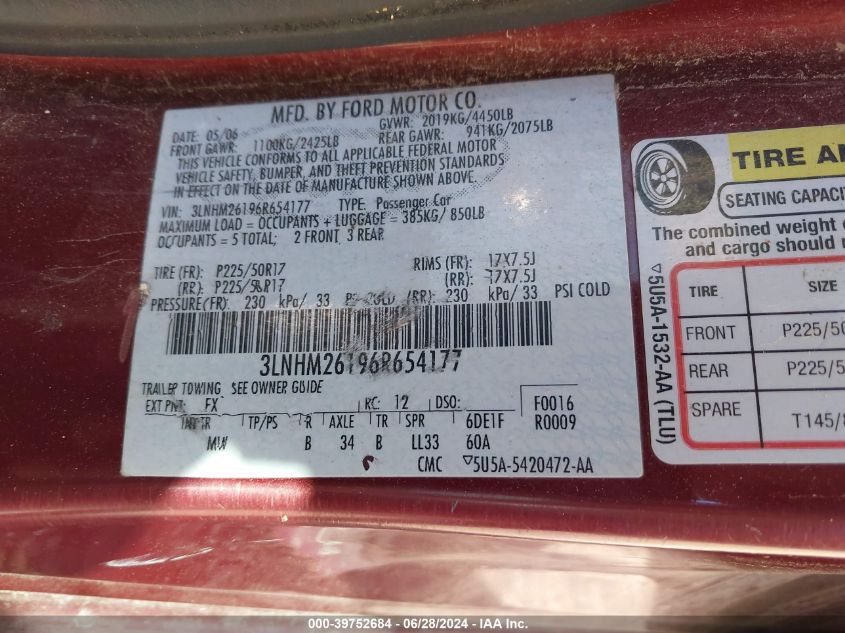 MFD. BY FORD MOTOR CO.
DATE: 05/06 GVWR: 2019KG/4450LB
FRONT GAWR: 1100KG/2425LB REAR GAWR: 941KG/2075LB
THIS VEHICLE CONFORMS TO ALL APPLICABLE FEDERAL MOTOR
VEHICLE SAFETY, BUMPER, AND THEFT PREVENTION STANDARDS
IN EFFECT ON THE DATE OF MANUFACTURE SHOWN ABOVE.
VIN: 3LNHM26196R654177 TYPE: Passenger Car
MAXIMUM LOAD = OCCUPANTS + LUGGAGE = 385KG/ 850LB
OCCUPANTS = 5 TOTAL; 2 FRONT, 3 REAR
TIRE (FR): P225/50R17 RIMS (FR): 17X7.5J
(RR): P225/50R17 (RR): 17X7.5J
PRESSURE(FR): 230 kPa/ 33 PSI COLD (RR): 230 kPa/ 33 PSI COLD
3LNHM26196R654177
TRAILER TOWING: SEE OWNER GUIDE
EXT PNT: FX RC: 12 DSO: F0016
INT TR TP/PS R AXLE TR SPR 6DE1F R0009
MW B 34 B LL33 60A
CMC ▽5U5A-5420472-AA
TIRE AN
SEATING CAPACI
The combined weight o
and cargo should
TIRE SIZE
FRONT P225/50
REAR P225/5
SPARE T145/8
▽5U5A-1532-AA (TLU)
000-39752684 - 06/28/2024 - IAA Inc.